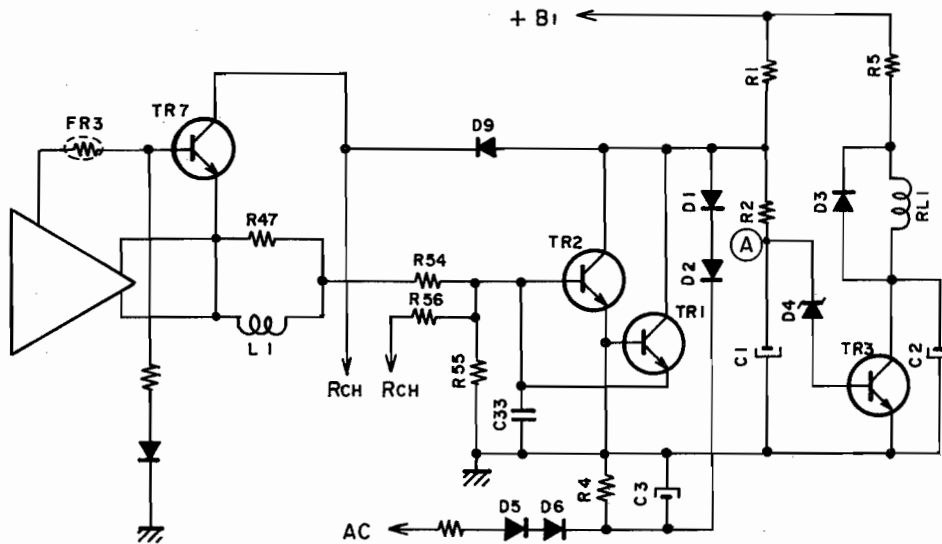 + B1
R1
R5
FR3
TR7
D9
D1
R2
D3
RL1
R47
TR2
A
R54
D2
R56
TR1
D4
L1
C1
TR3
C2
RCH
RCH
R55
C33
R4
C3
D5
D6
AC